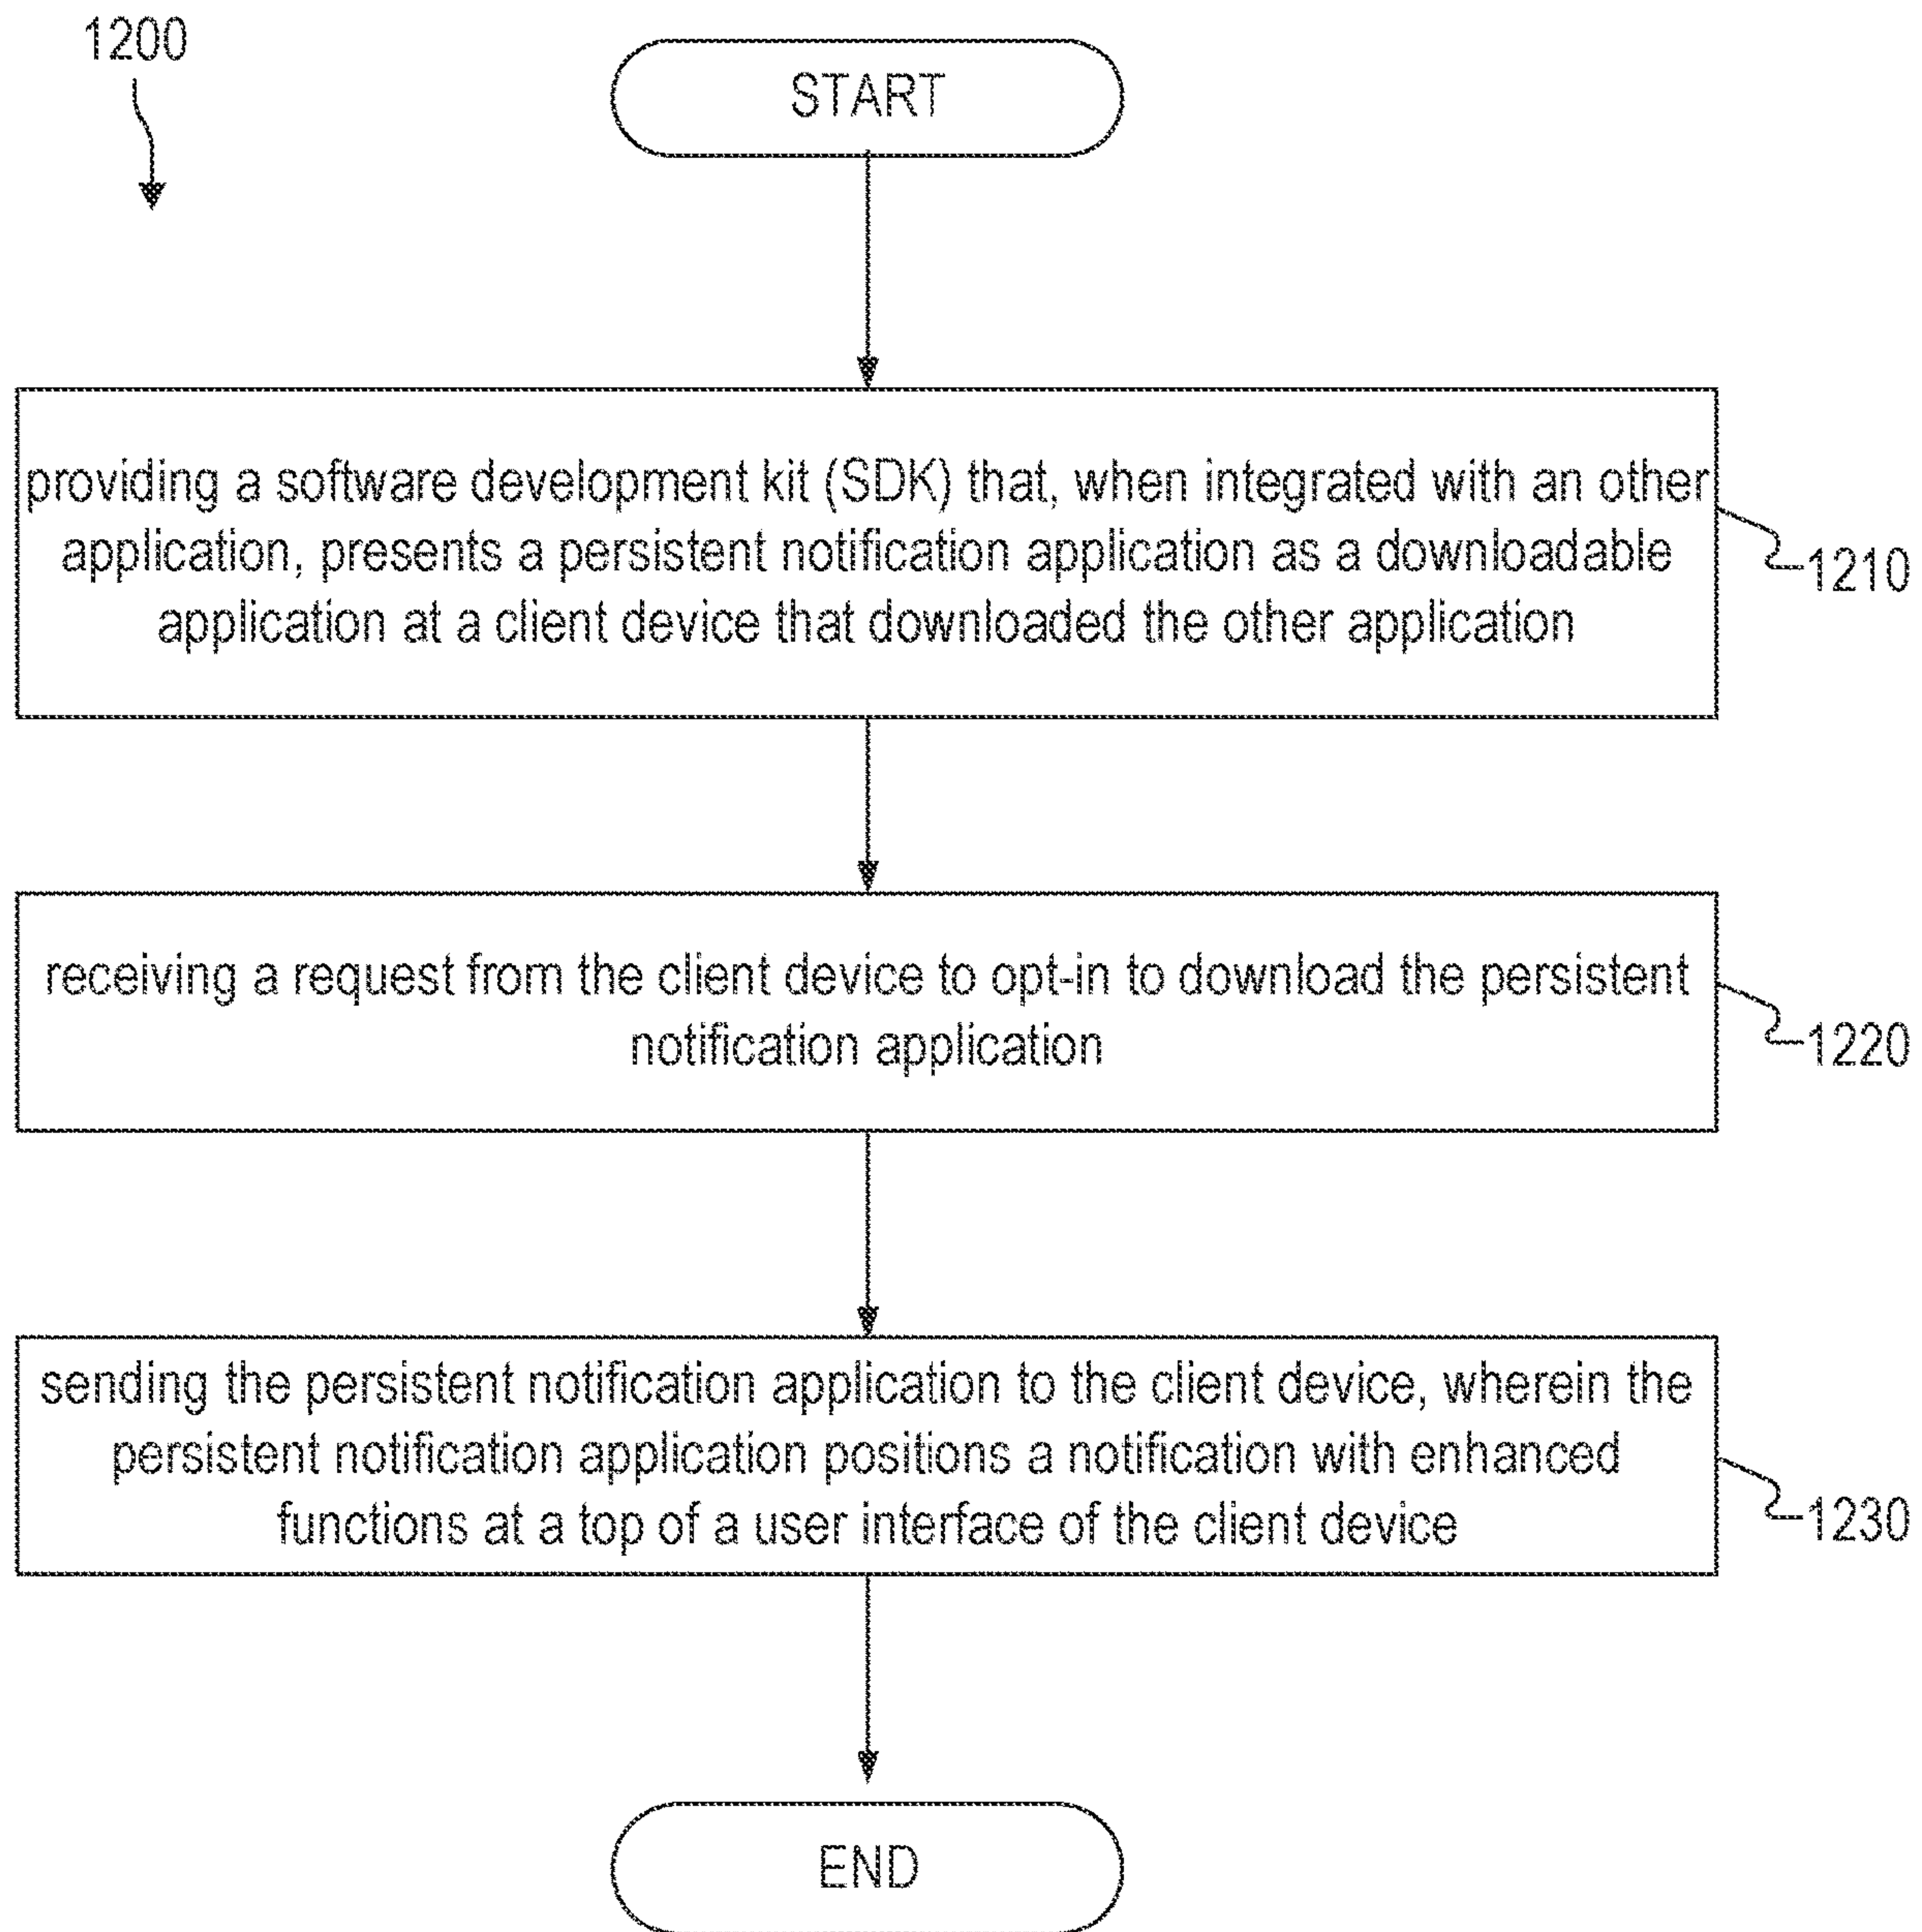 1200
START
providing a software development kit (SDK) that, when integrated with an other
application, presents a persistent notification application as a downloadable
application at a client device that downloaded the other application
1210
receiving a request from the client device to opt-in to download the persistent
notification application
1220
sending the persistent notification application to the client device, wherein the
persistent notification application positions a notification with enhanced
functions at a top of a user interface of the client device
1230
END